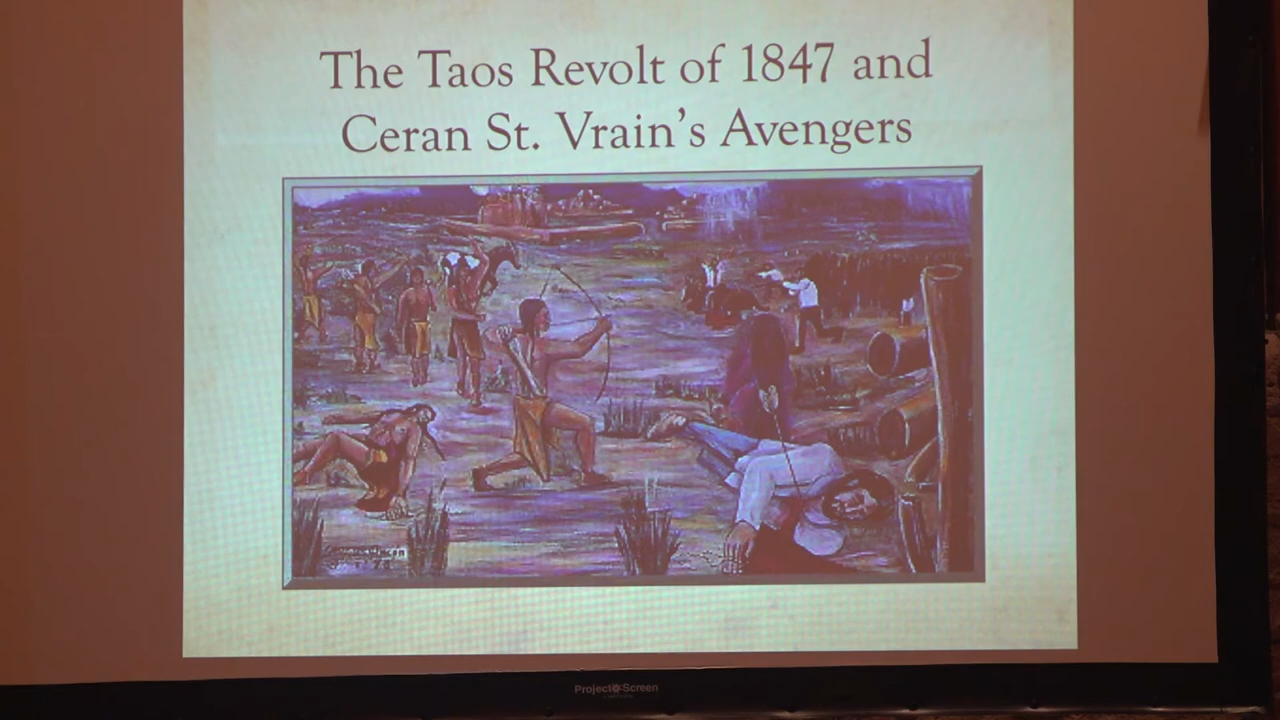 The Taos Revolt of 1847 and
Ceran St. Vrain's Avengers
Project Screen